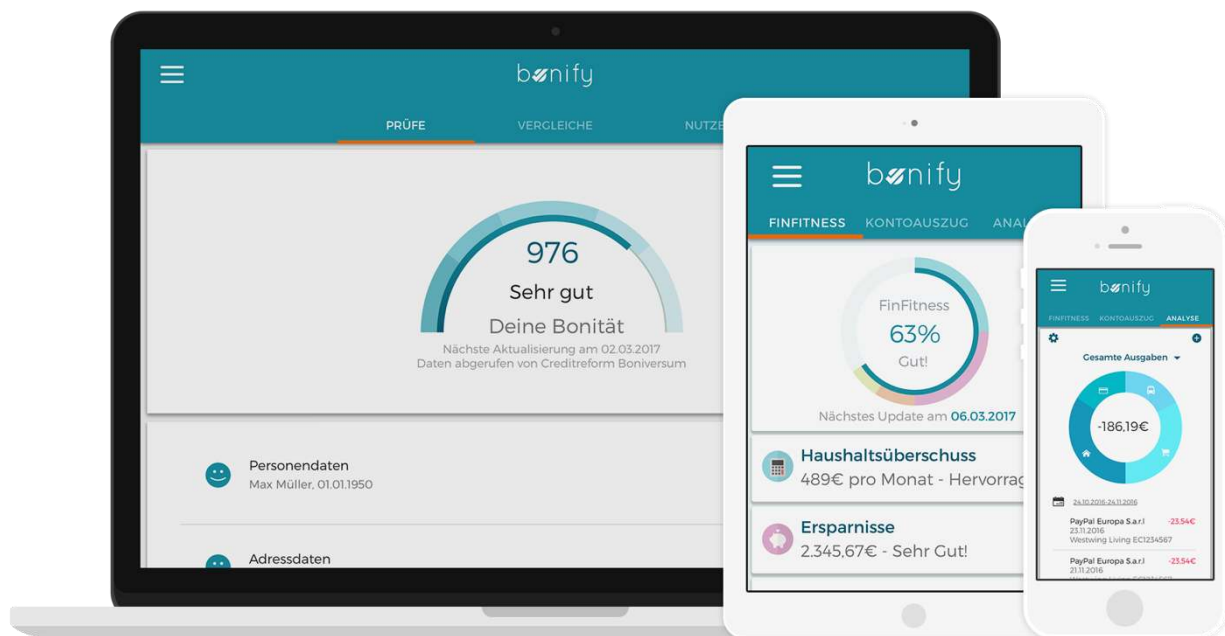 bonify
PRÜFE VERGLEICHE NUTZE
976
Sehr gut
Deine Bonität
Nächste Aktualisierung am 02.03.2017
Daten abgerufen von Creditreform Boniversum
Personendaten
Max Müller, 01.01.1950
Adressdaten
bonify
FINFITNESS KONTOAUSZUG ANAL
FinFitness
63%
Gut!
Nächstes Update am 06.03.2017
Haushaltsüberschuss
489€ pro Monat - Hervorrag
Ersparnisse
2.345,67€ - Sehr Gut!
bonify
FINFITNESS KONTOAUSZUG ANALYSE
Gesamte Ausgaben
-186,19€
24.10.2016-24.11.2016
PayPal Europa S.a.r.l -23.54€
23.11.2016
Westwing Living EC1234567
PayPal Europa S.a.r.l -23.54€
21.11.2016